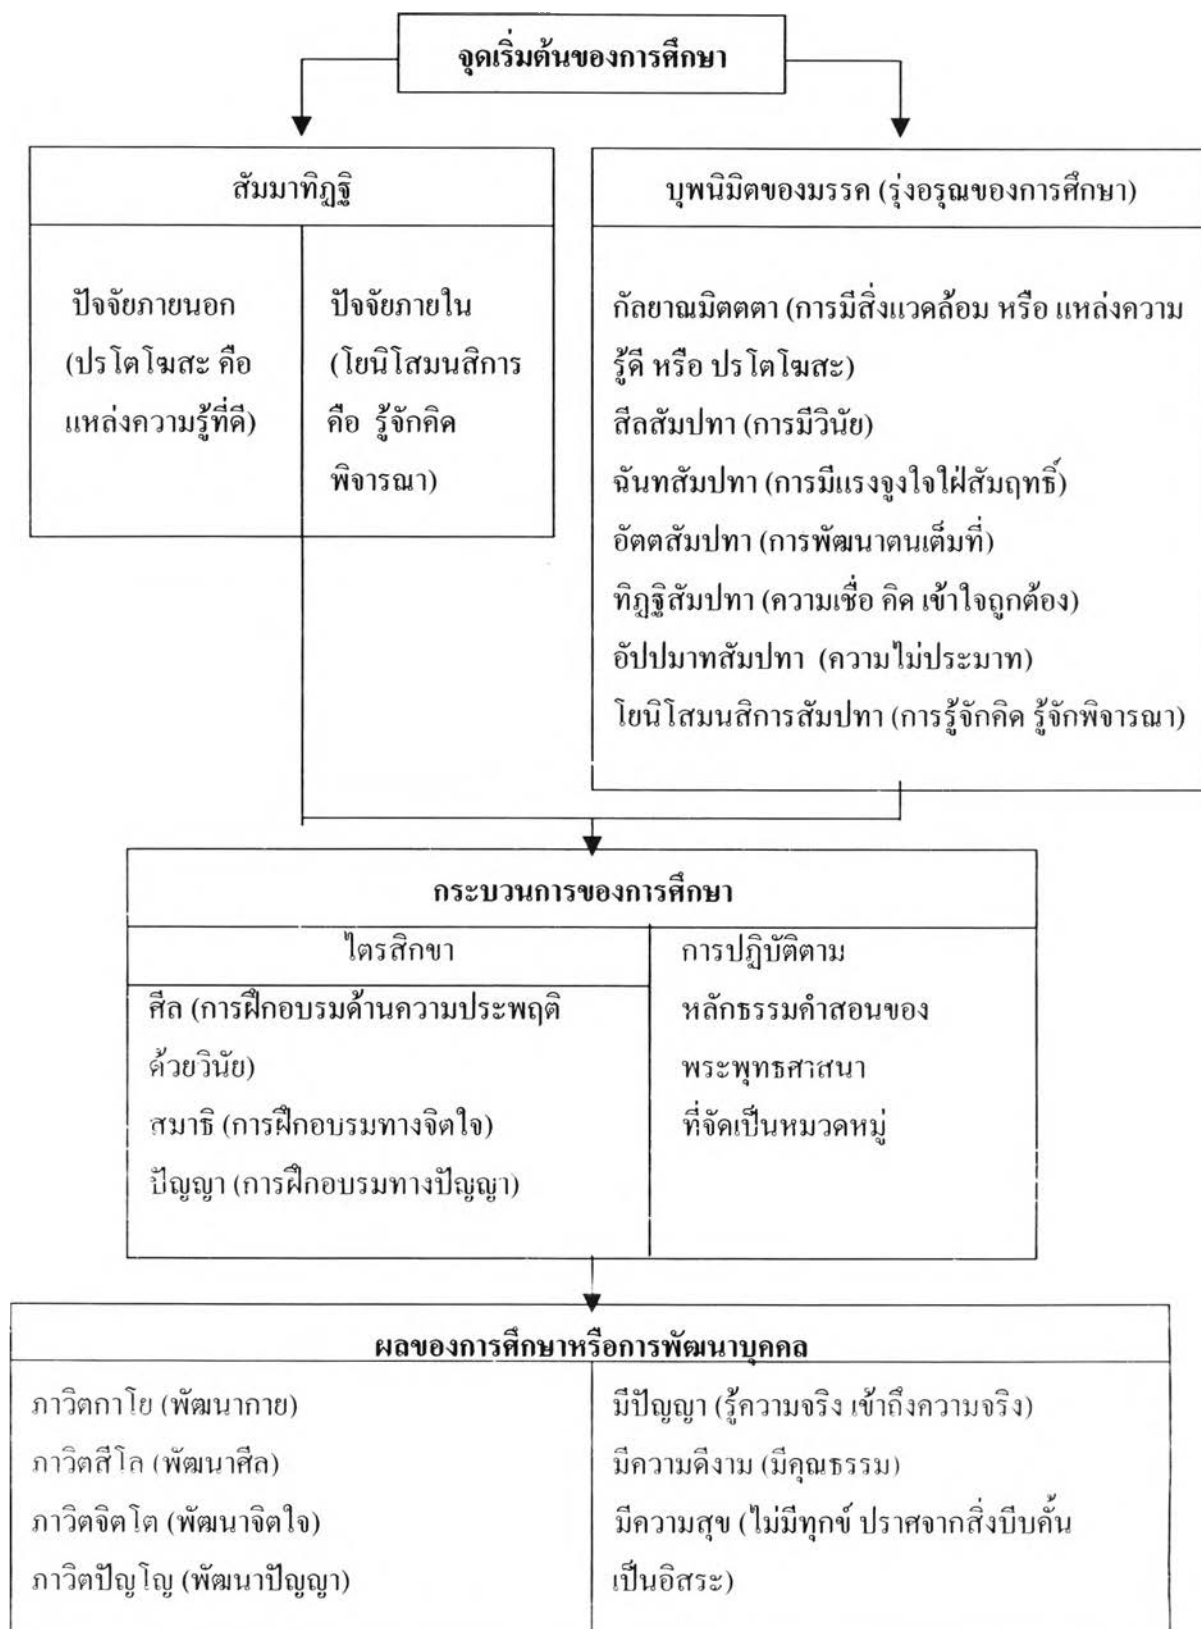 จุดเริ่มต้นของการศึกษา
สัมมาทิฏฐิ
ปัจจัยภายนอก
(ปรโตโฆสะ คือ
แหล่งความรู้ที่ดี)
ปัจจัยภายใน
(โยนิโสมนสิการ
คือ รู้จักคิด
พิจารณา)
บุพนิมิตของมรรค (รุ่งอรุณของการศึกษา)
กัลยาณมิตตตา (การมีสิ่งแวดล้อม หรือ แหล่งความ
รู้ดี หรือ ปรโตโฆสะ)
สีลสัมปทา (การมีวินัย)
ฉันทสัมปทา (การมีแรงจูงใจใฝ่สัมฤทธิ์)
อัตตสัมปทา (การพัฒนาตนเต็มที่)
ทิฏฐิสัมปทา (ความเชื่อ คิด เข้าใจถูกต้อง)
อัปปมาทสัมปทา (ความไม่ประมาท)
โยนิโสมนสิการสัมปทา (การรู้จักคิด รู้จักพิจารณา)
กระบวนการของการศึกษา
ไตรสิกขา
ศีล (การฝึกอบรมด้านความประพฤติ
ด้วยวินัย)
สมาธิ (การฝึกอบรมทางจิตใจ)
ปัญญา (การฝึกอบรมทางปัญญา)
การปฏิบัติตาม
หลักธรรมคำสอนของ
พระพุทธศาสนา
ที่จัดเป็นหมวดหมู่
ผลของการศึกษาหรือการพัฒนาบุคคล
ภาวิตกาโย (พัฒนากาย)
ภาวิตสีโล (พัฒนาศีล)
ภาวิตจิตโต (พัฒนาจิตใจ)
ภาวิตปัญโญ (พัฒนาปัญญา)
มีปัญญา (รู้ความจริง เข้าถึงความจริง)
มีความดีงาม (มีคุณธรรม)
มีความสุข (ไม่มีทุกข์ ปราศจากสิ่งบีบคั้น
เป็นอิสระ)